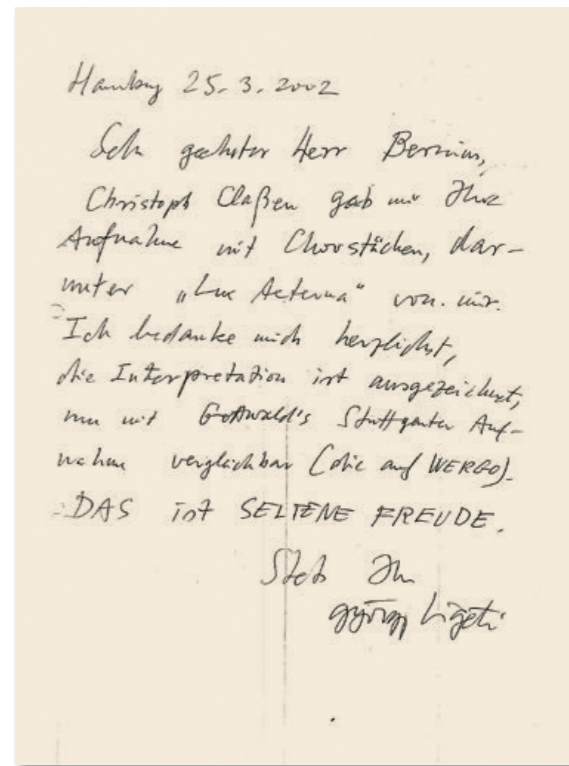 Hamburg 25. 3. 2002
Sehr geehrter Herr Bernius,
Christoph Claßen gab mir Ihre
Aufnahme mit Chorstücken, dar-
unter „Lux Aeterna“ von mir.
Ich bedanke mich herzlichst,
die Interpretation ist ausgezeichnet,
nur mit Gottwald's Stuttgarter Auf-
nahme vergleichbar (die auf WERGO).
DAS ist SELTENE FREUDE.
Stets Ihr
györgy ligeti